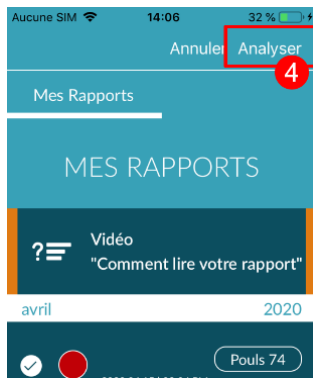 Aucune SIM 14:06 32 %
Annuler Analyser
4
Mes Rapports
MES RAPPORTS
?
Vidéo
"Comment lire votre rapport"
avril 2020
Pouls 74